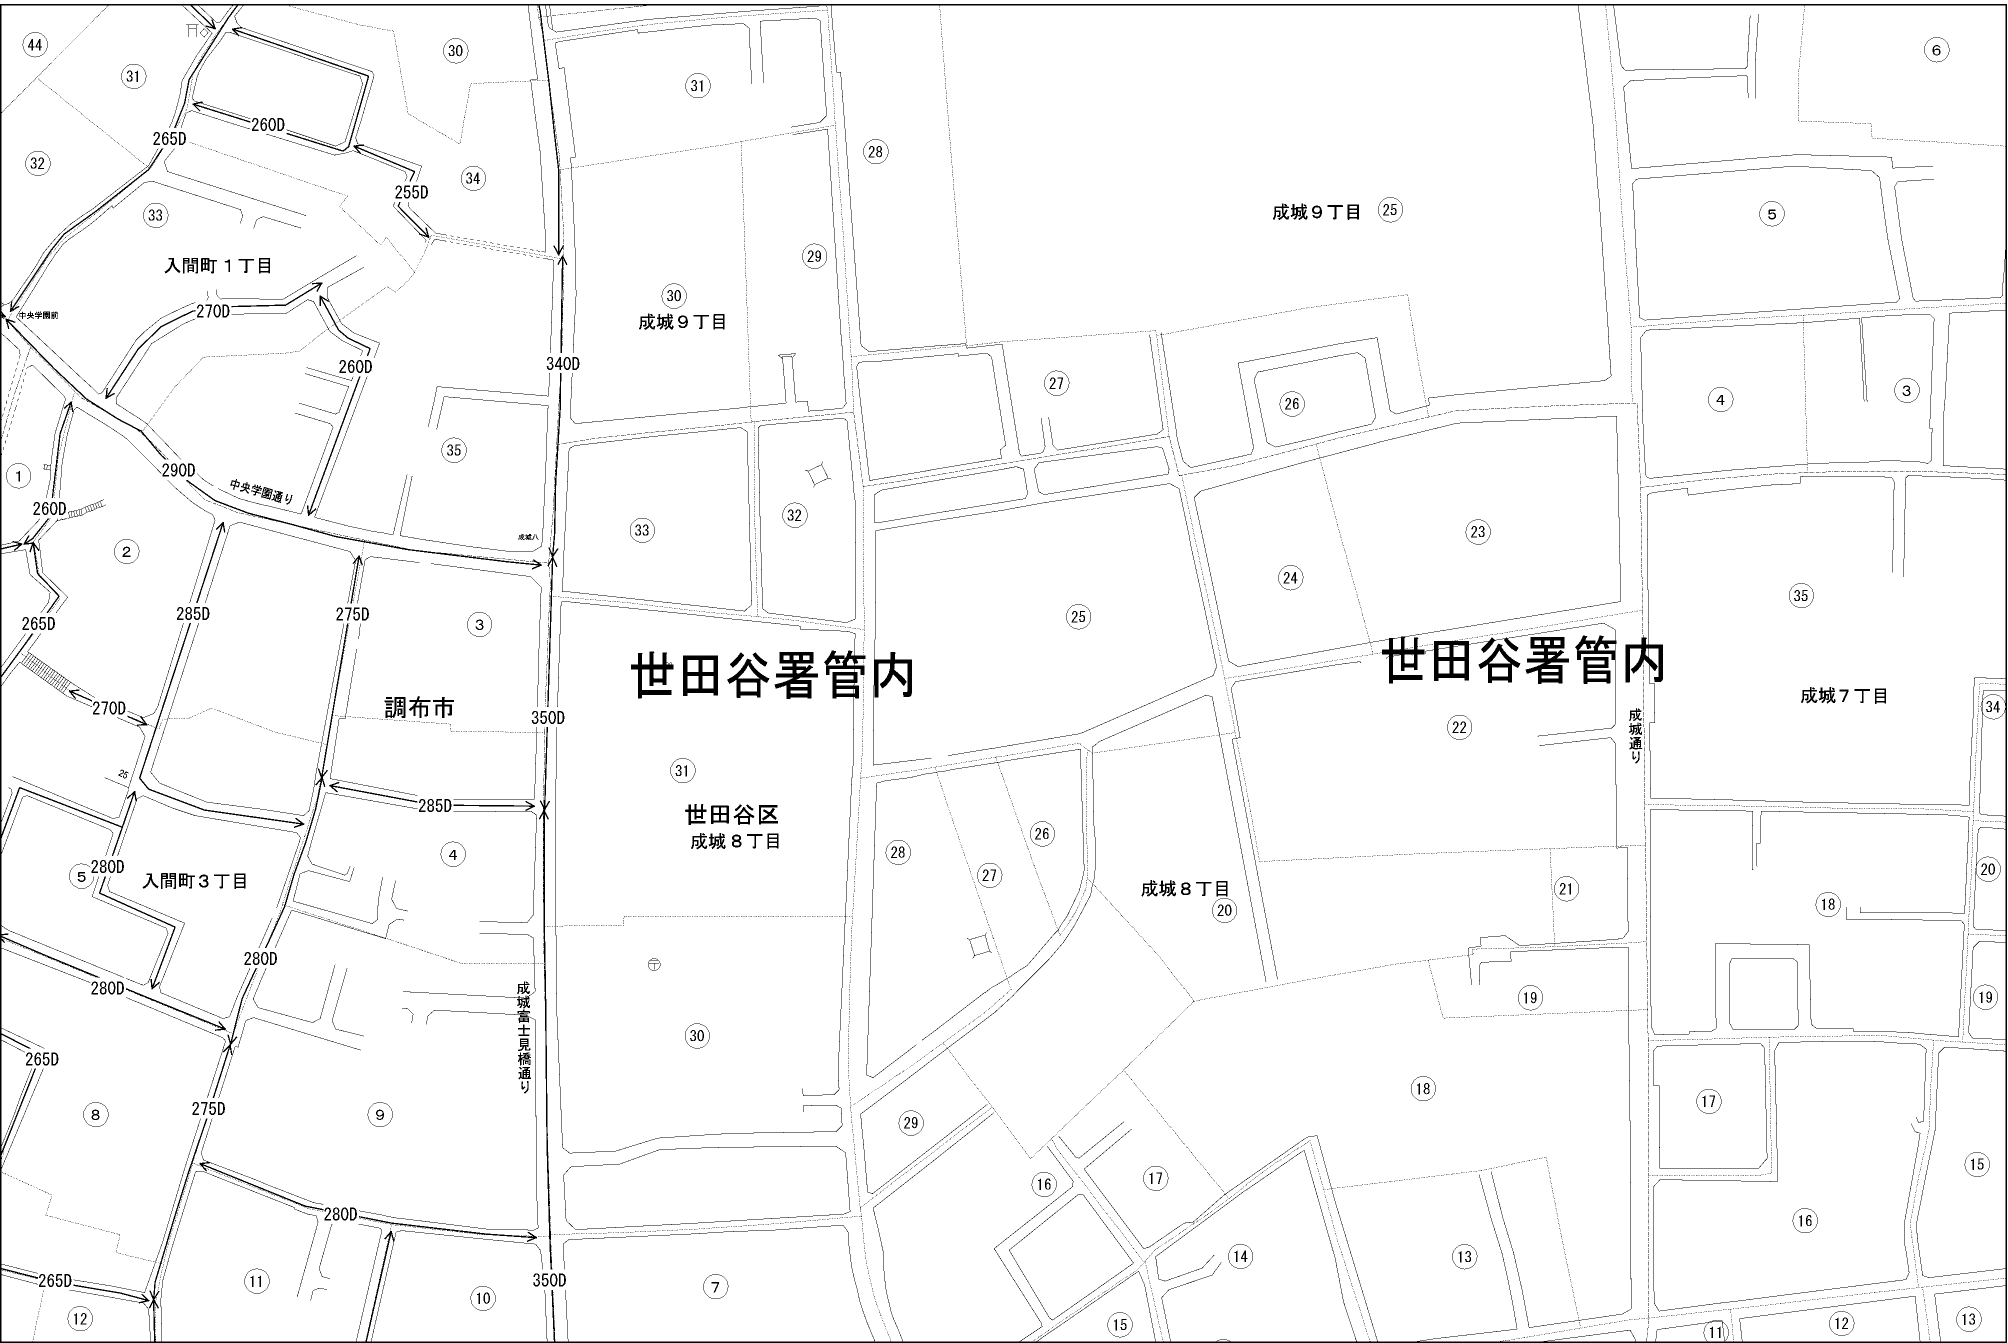 44
31
30
31
6
260D
265D
28
32
34
255D
33
成城９丁目 25
5
29
入間町１丁目
30
成城９丁目
270D
中央学園前
340D
260D
27
26
4
3
35
290D
1
中央学園通り
260D
32
33
23
成城八
2
24
35
285D
275D
25
265D
3
世田谷署管内
世田谷署管内
成城７丁目
調布市
270D
350D
34
22
成城通り
25
31
285D
世田谷区
成城８丁目
26
4
28
280D
5
入間町３丁目
27
成城８丁目
20
21
20
18
280D
〒
280D
成城富士見橋通り
19
19
30
265D
18
275D
8
9
29
17
15
16
17
280D
16
14
13
265D
11
350D
7
10
12
15
11
12
13